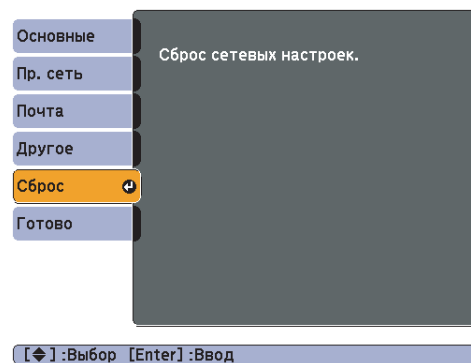 Основные
Пр. сеть
Почта
Другое
Сброс
Готово
Сброс сетевых настроек.
[◆] :Выбор [Enter] :Ввод